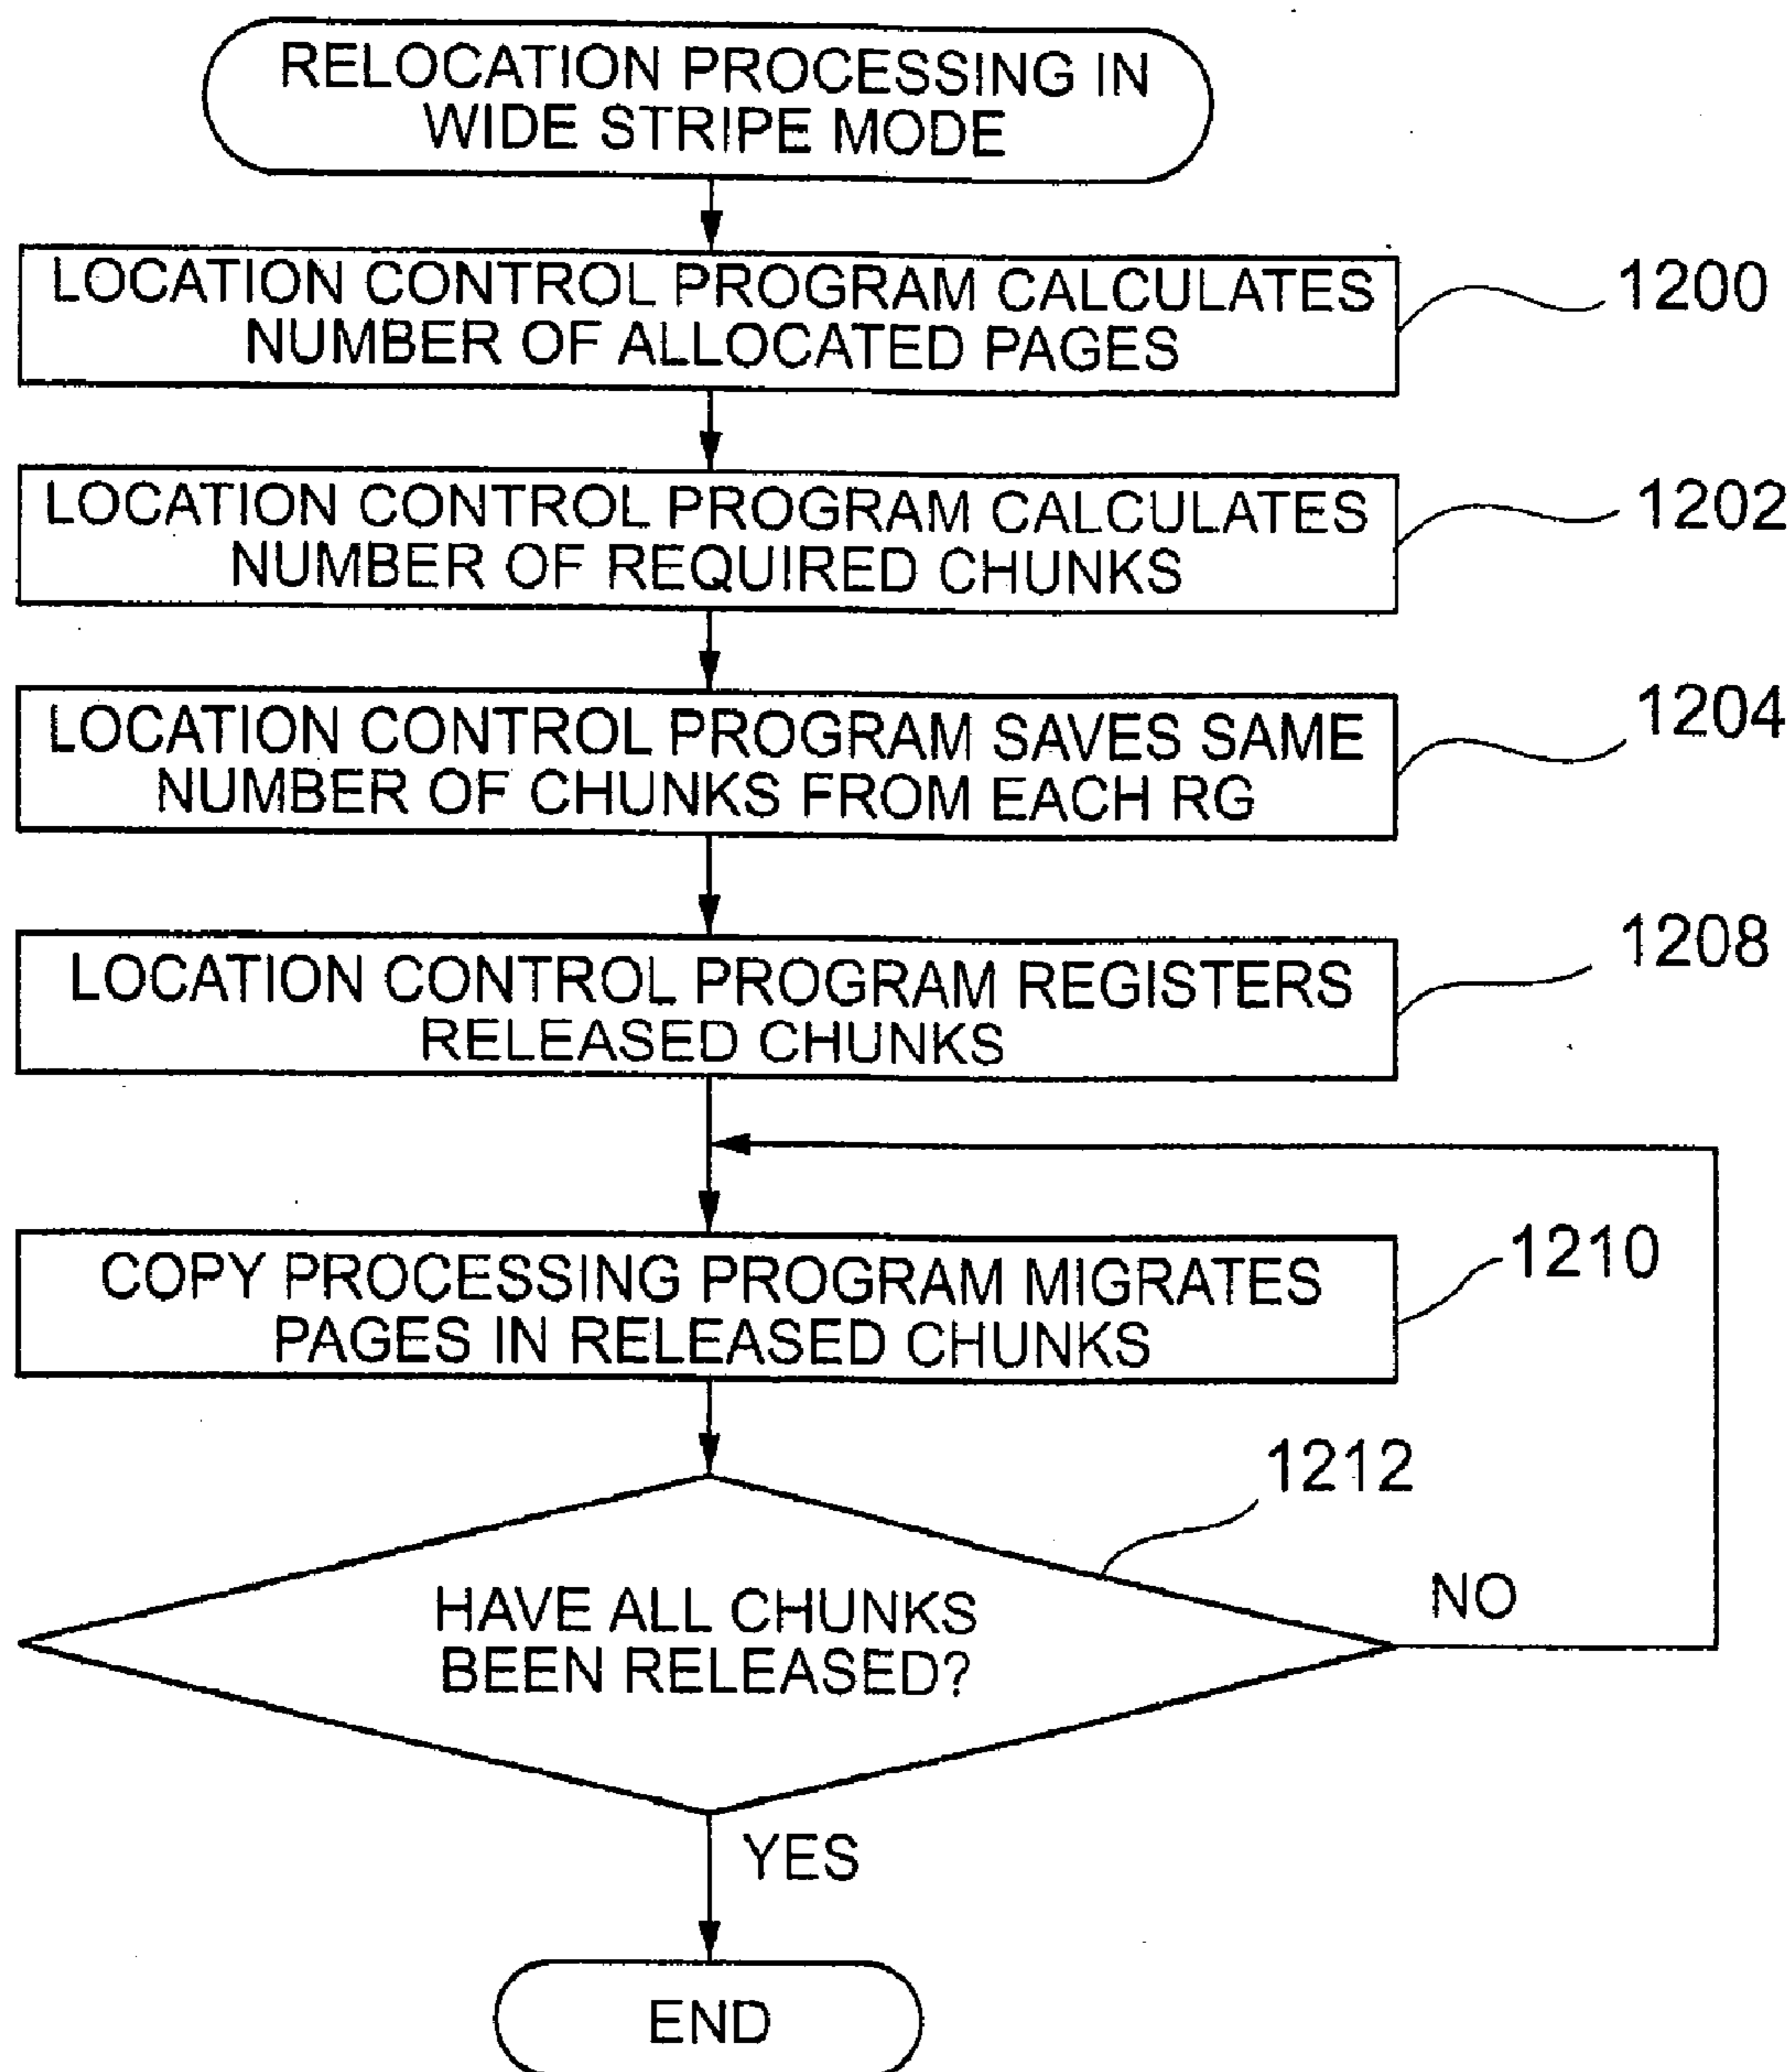 RELOCATION PROCESSING IN
WIDE STRIPE MODE
LOCATION CONTROL PROGRAM CALCULATES
NUMBER OF ALLOCATED PAGES
1200
LOCATION CONTROL PROGRAM CALCULATES
NUMBER OF REQUIRED CHUNKS
1202
LOCATION CONTROL PROGRAM SAVES SAME
NUMBER OF CHUNKS FROM EACH RG
1204
LOCATION CONTROL PROGRAM REGISTERS
RELEASED CHUNKS
1208
COPY PROCESSING PROGRAM MIGRATES
PAGES IN RELEASED CHUNKS
1210
1212
HAVE ALL CHUNKS
BEEN RELEASED?
NO
YES
END